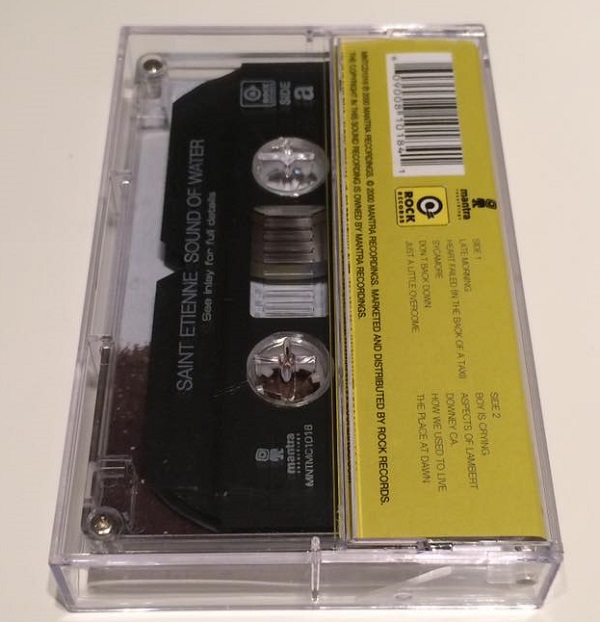 ROCK
SIDE
a
SAINT ETIENNE SOUND OF WATER
See inlay for full details
mantra
MNTMC1018
mantra
ROCK
RECORDS
SIDE 1
LATE MORNING
HEART FAILED (IN THE BACK OF A TAXI)
SYCAMORE
DON'T BACK DOWN
JUST A LITTLE OVERCOME
SIDE 2
BOY IS CRYING
ASPECTS OF LAMBERT
DOWNEY CA
HOW WE USED TO LIVE
THE PLACE AT DAWN
℗ 2000 MANTRA RECORDINGS. © 2000 MANTRA RECORDINGS. MARKETED AND DISTRIBUTED BY ROCK RECORDS.
THE COPYRIGHT IN THIS SOUND RECORDING IS OWNED BY MANTRA RECORDINGS.